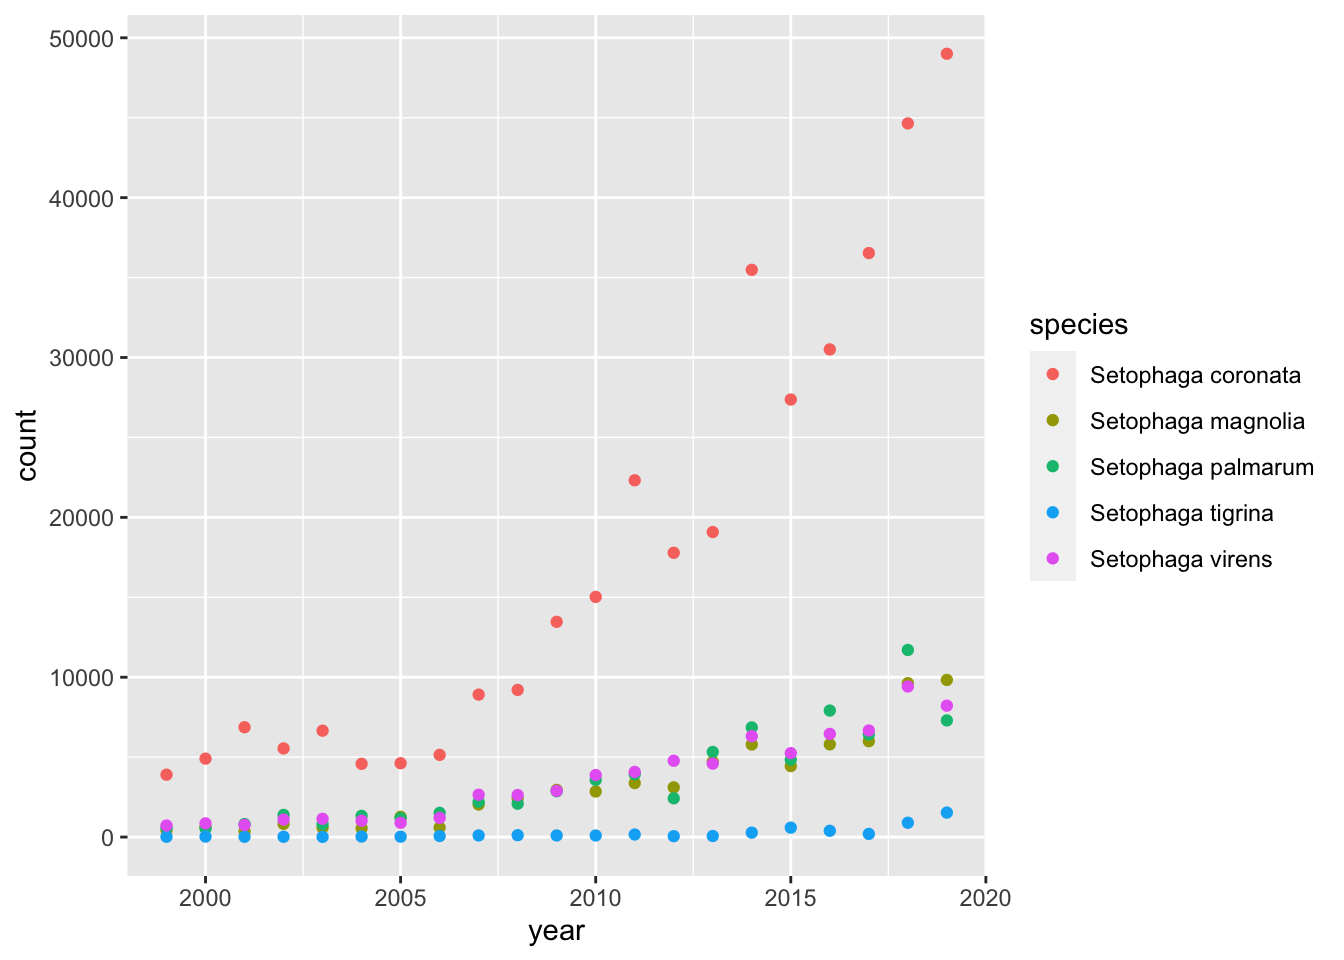 50000
40000
30000
20000
10000
0
count
2000
2005
2010
2015
2020
year
species
Setophaga coronata
Setophaga magnolia
Setophaga palmarum
Setophaga tigrina
Setophaga virens